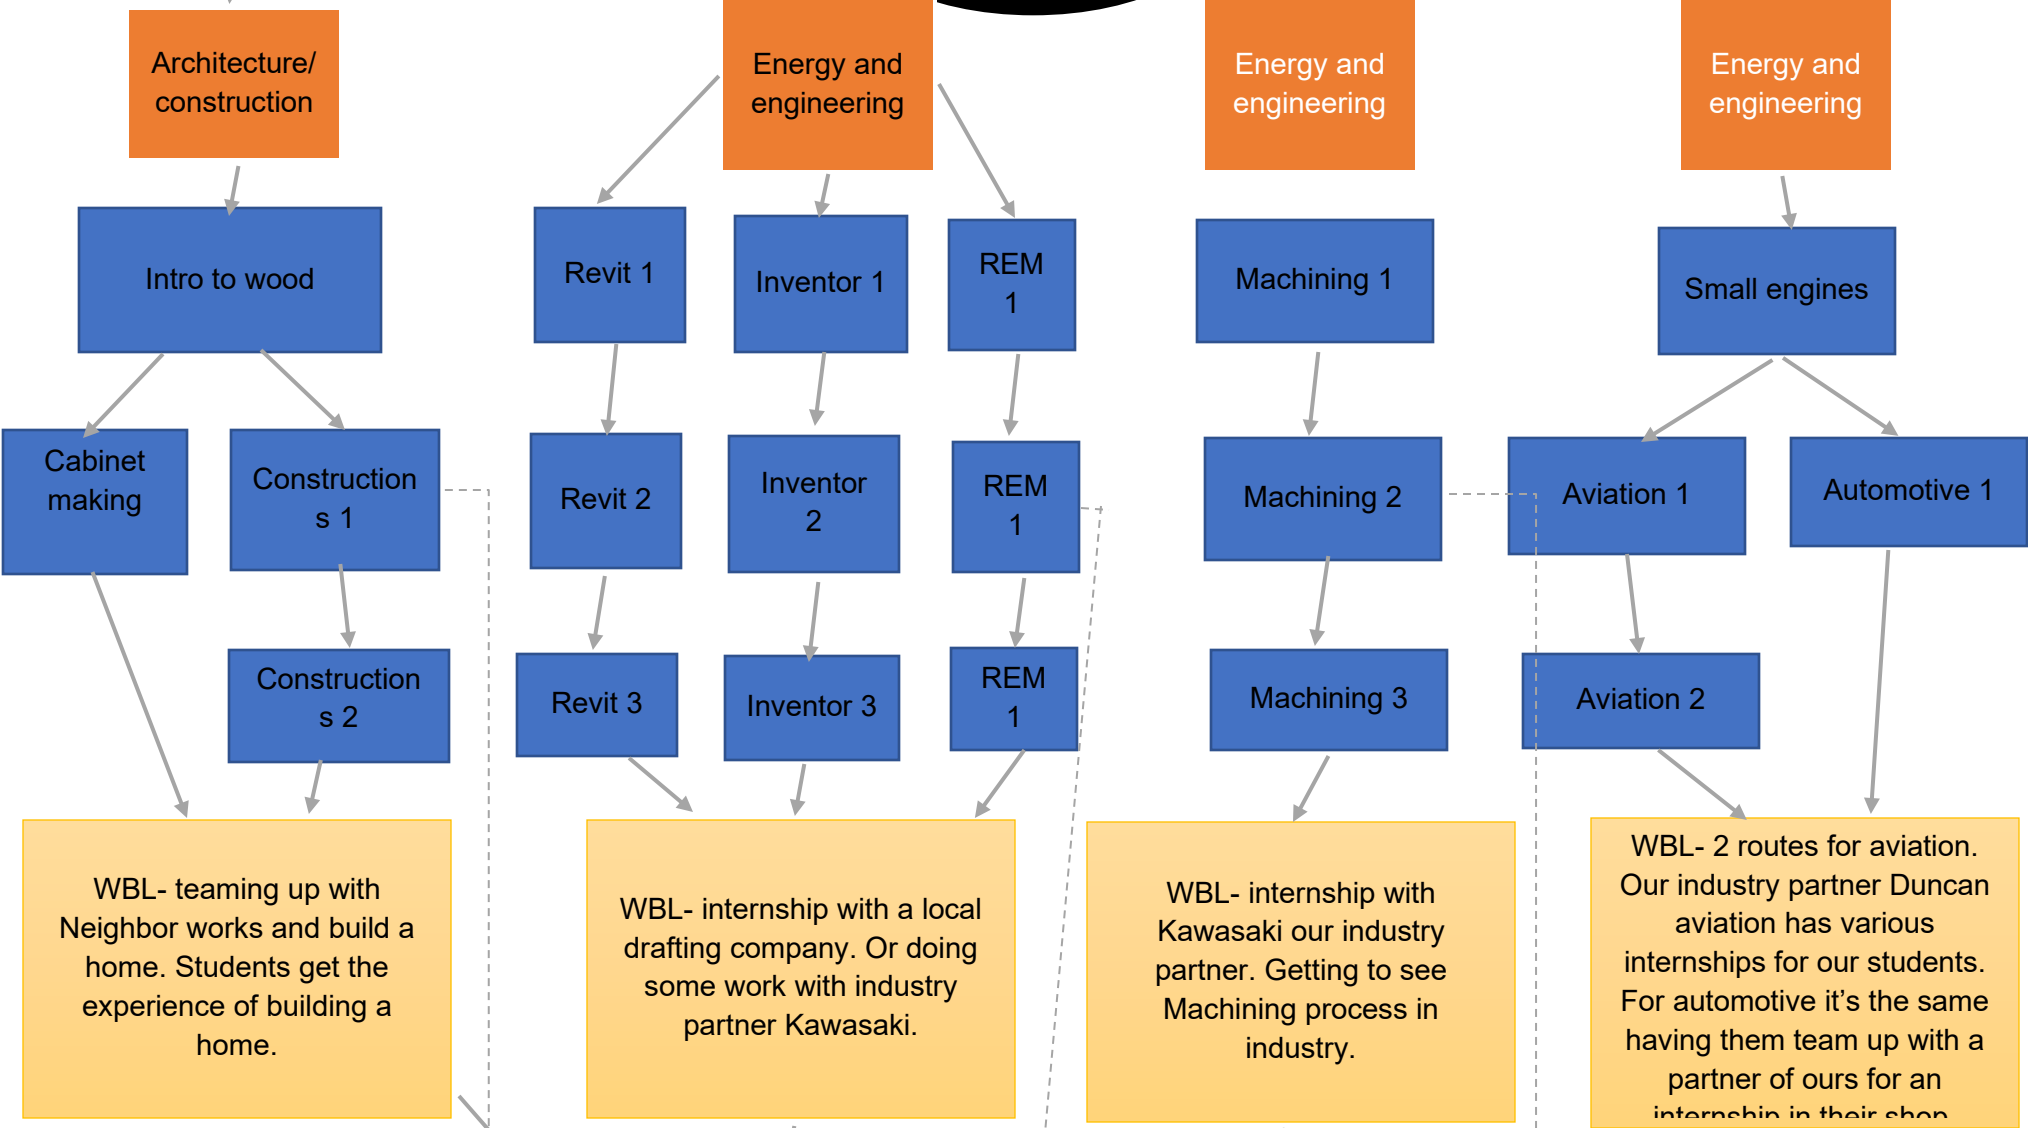 Architecture/
construction
Energy and
engineering
Energy and
engineering
Energy and
engineering
Intro to wood
Revit 1
Inventor 1
REM
1
Machining 1
Small engines
Cabinet
making
Construction
s 1
Revit 2
Inventor
2
REM
1
Machining 2
Aviation 1
Automotive 1
Construction
s 2
Revit 3
Inventor 3
REM
1
Machining 3
Aviation 2
WBL- teaming up with
Neighbor works and build a
home. Students get the
experience of building a
home.
WBL- internship with a local
drafting company. Or doing
some work with industry
partner Kawasaki.
WBL- internship with
Kawasaki our industry
partner. Getting to see
Machining process in
industry.
WBL- 2 routes for aviation.
Our industry partner Duncan
aviation has various
internships for our students.
For automotive it’s the same
having them team up with a
partner of ours for an
internship in their shop